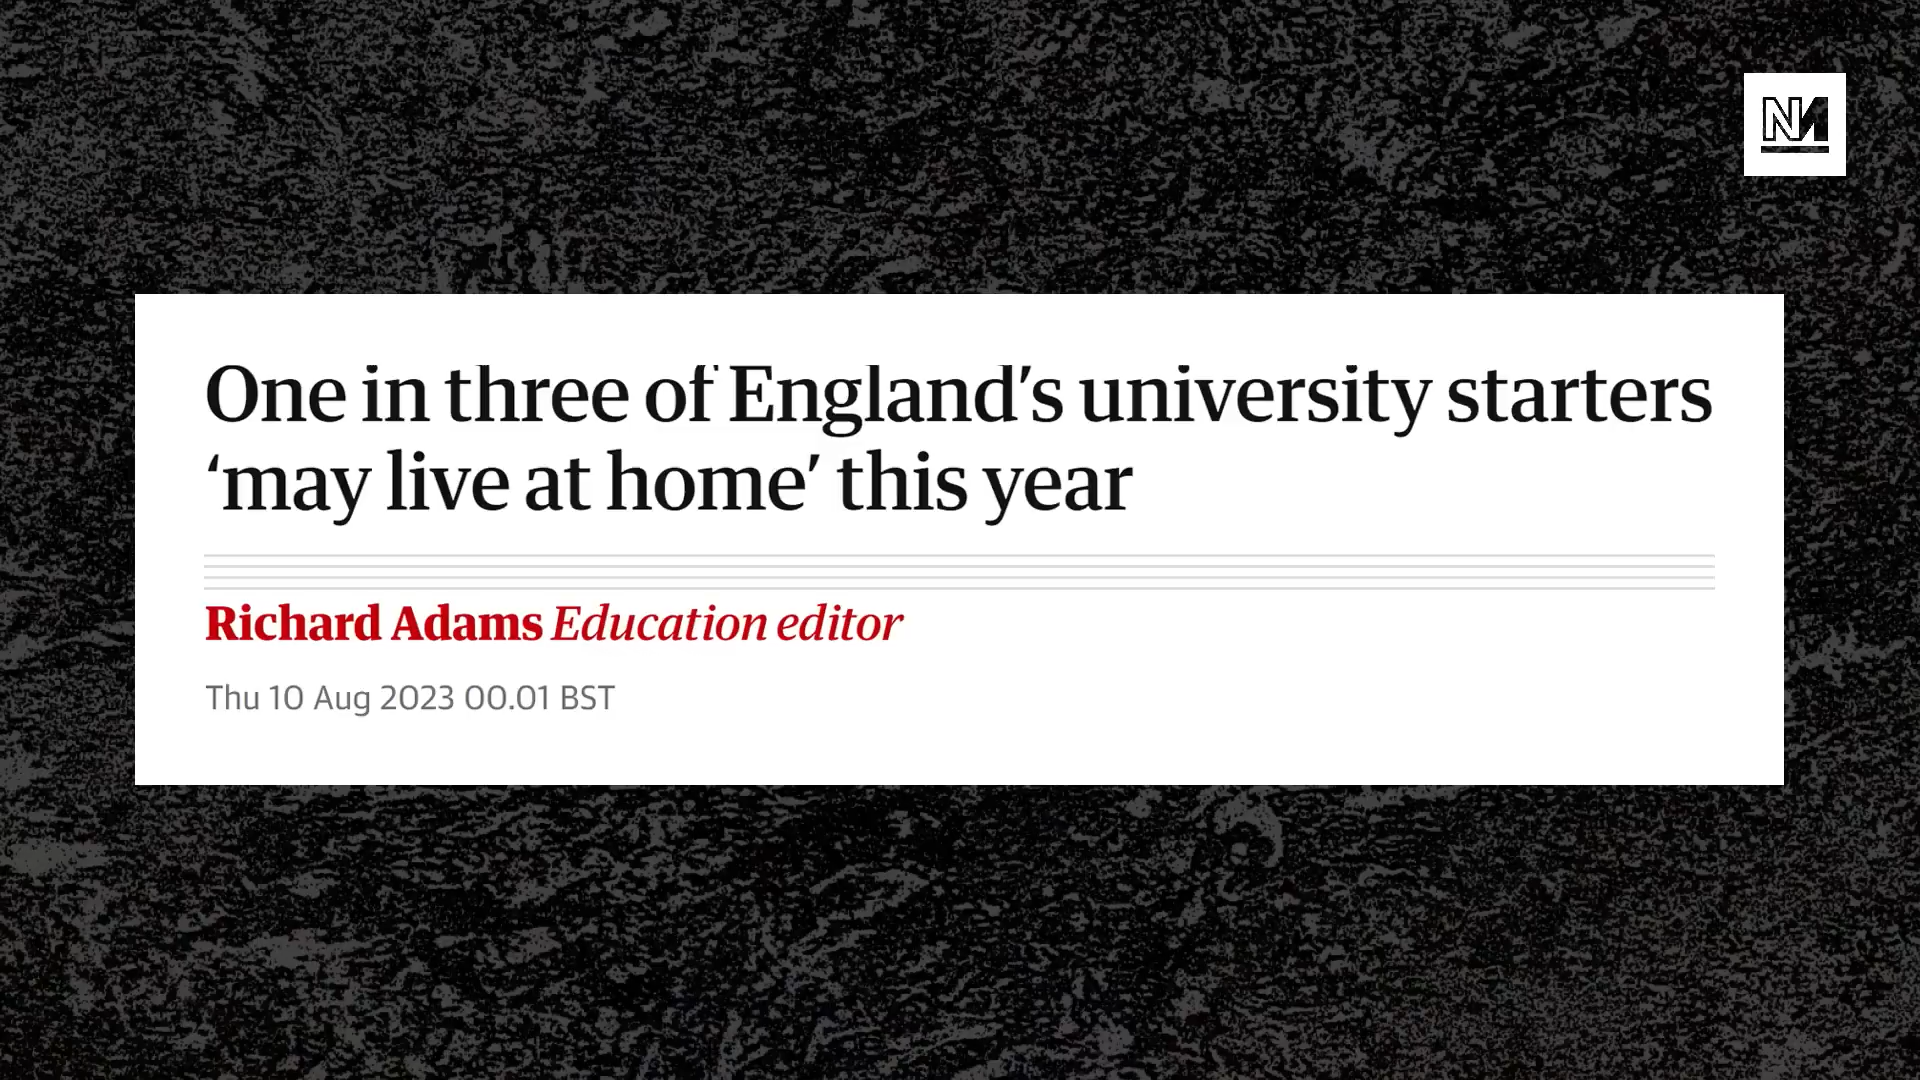 NM
One in three of England’s university starters
‘may live at home’ this year
Richard Adams Education editor
Thu 10 Aug 2023 00.01 BST